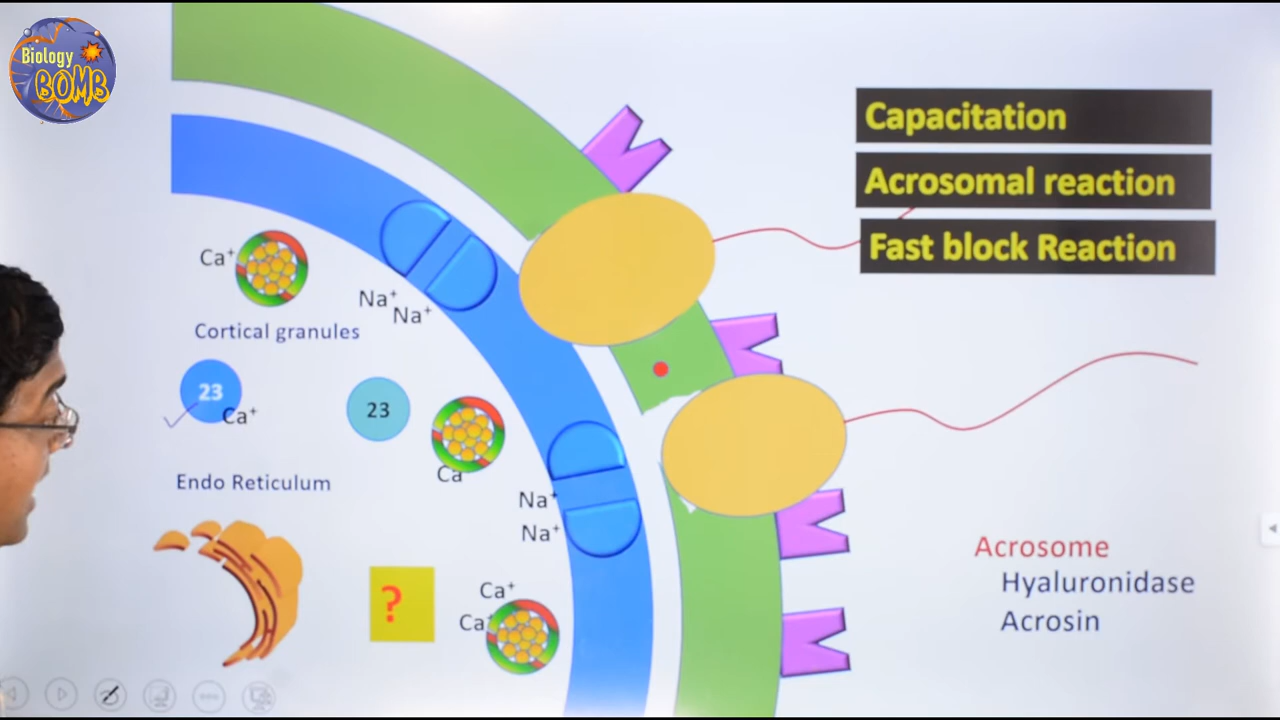 Biology
BOMB
Capacitation
Acrosomal reaction
Fast block Reaction
Ca⁺
Na⁺
Na⁺
Cortical granules
23
Ca⁺
23
Ca
Endo Reticulum
Na⁺
Na⁺
Acrosome
Hyaluronidase
Acrosin
?
Ca⁺
Ca⁺